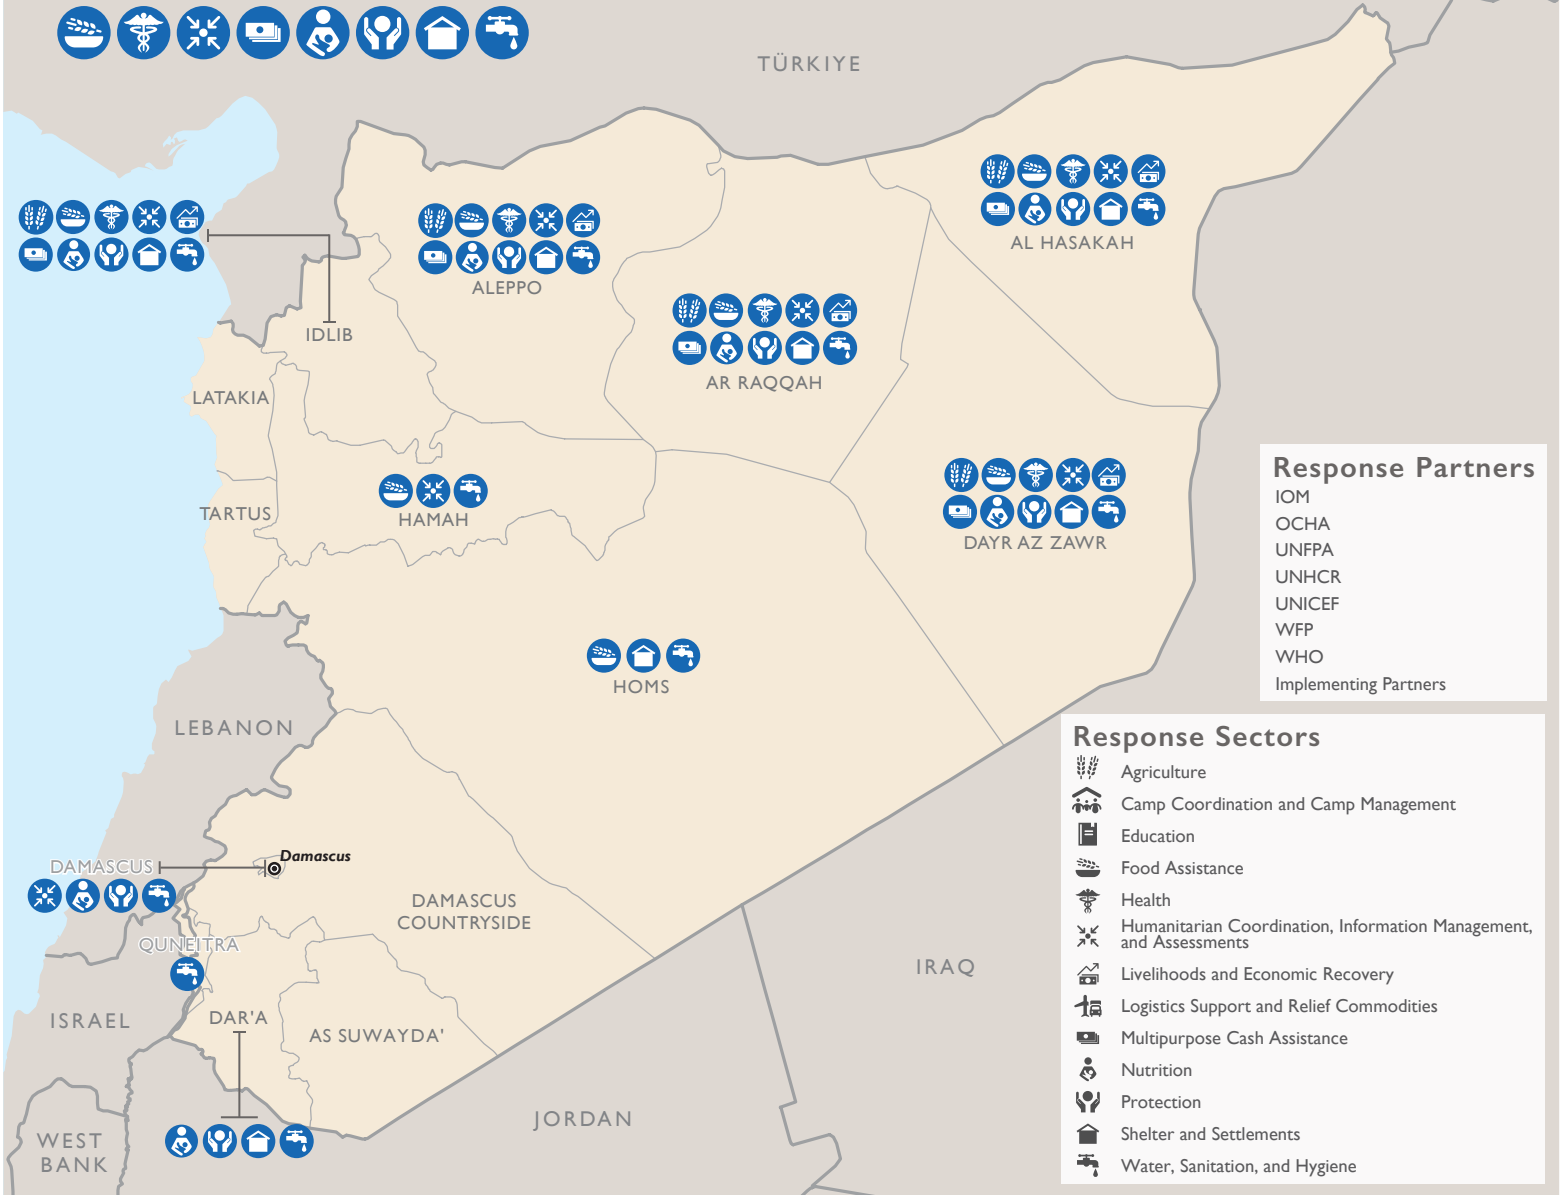 TÜRKIYE
AL HASAKAH
ALEPPO
IDLIB
AR RAQQAH
LATAKIA
TARTUS
HAMAH
DAYR AZ ZAWR
HOMS
LEBANON
DAMASCUS
Damascus
DAMASCUS
COUNTRYSIDE
QUNEITRA
IRAQ
ISRAEL
DAR'A
AS SUWAYDA'
JORDAN
WEST
BANK
Response Partners
IOM
OCHA
UNFPA
UNHCR
UNICEF
WFP
WHO
Implementing Partners
Response Sectors
Agriculture
Camp Coordination and Camp Management
Education
Food Assistance
Health
Humanitarian Coordination, Information Management,
and Assessments
Livelihoods and Economic Recovery
Logistics Support and Relief Commodities
Multipurpose Cash Assistance
Nutrition
Protection
Shelter and Settlements
Water, Sanitation, and Hygiene